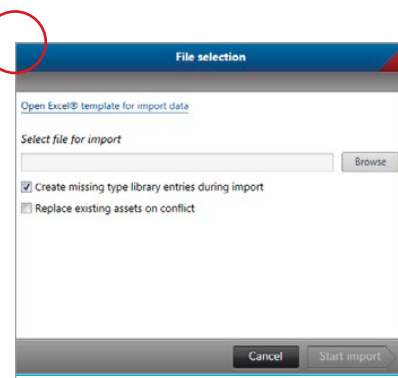 File selection
Open Excel® template for import data
Select file for import
Browse
Create missing type library entries during import
Replace existing assets on conflict
Cancel
Start import